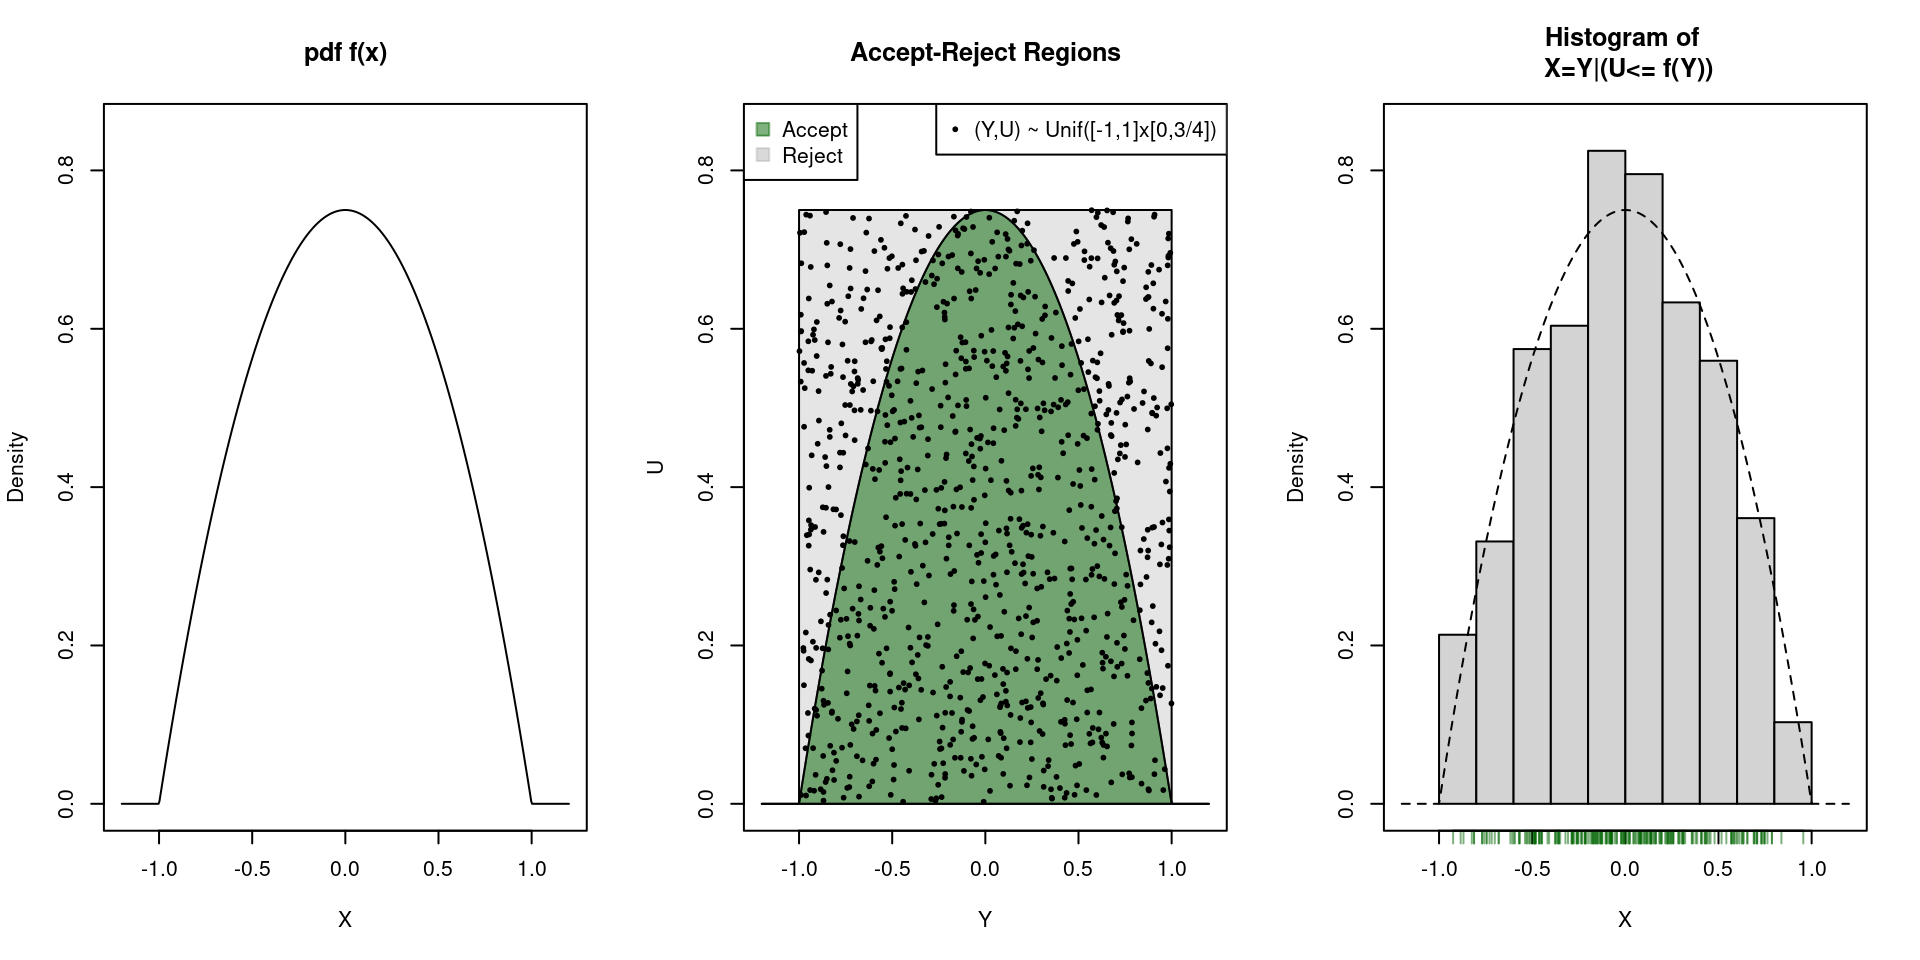 pdf f(x)
Density
0.0 0.2 0.4 0.6 0.8
-1.0 -0.5 0.0 0.5 1.0
X
Accept-Reject Regions
Accept
Reject
(Y,U) ~ Unif([-1,1]x[0,3/4])
U
0.0 0.2 0.4 0.6 0.8
-1.0 -0.5 0.0 0.5 1.0
Y
Histogram of
X=Y|(U<= f(Y))
Density
0.0 0.2 0.4 0.6 0.8
-1.0 -0.5 0.0 0.5 1.0
X